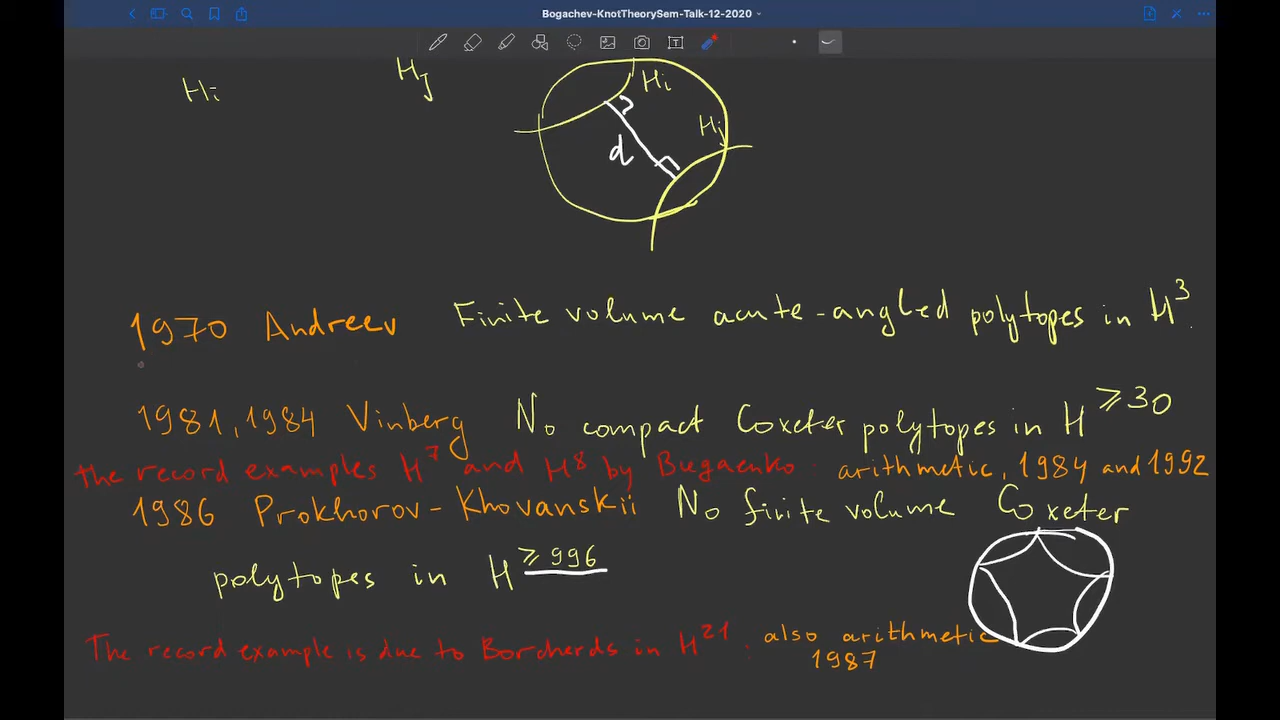 Bogachev-KnotTheorySem-Talk-12-2020
Hi
Hj
Hi
Hj
d
1970 Andreev Finite volume acute-angled polytopes in H³.
1981, 1984 Vinberg No compact Coxeter polytopes in H^≥30
the record examples H⁷ and H⁸ by Bugaenko. arithmetic, 1984 and 1992
1986 Prokhorov-Khovanskii No finite volume Coxeter
polytopes in H^≥996
The record example is due to Borcherds in H²¹. also arithmetic
1987